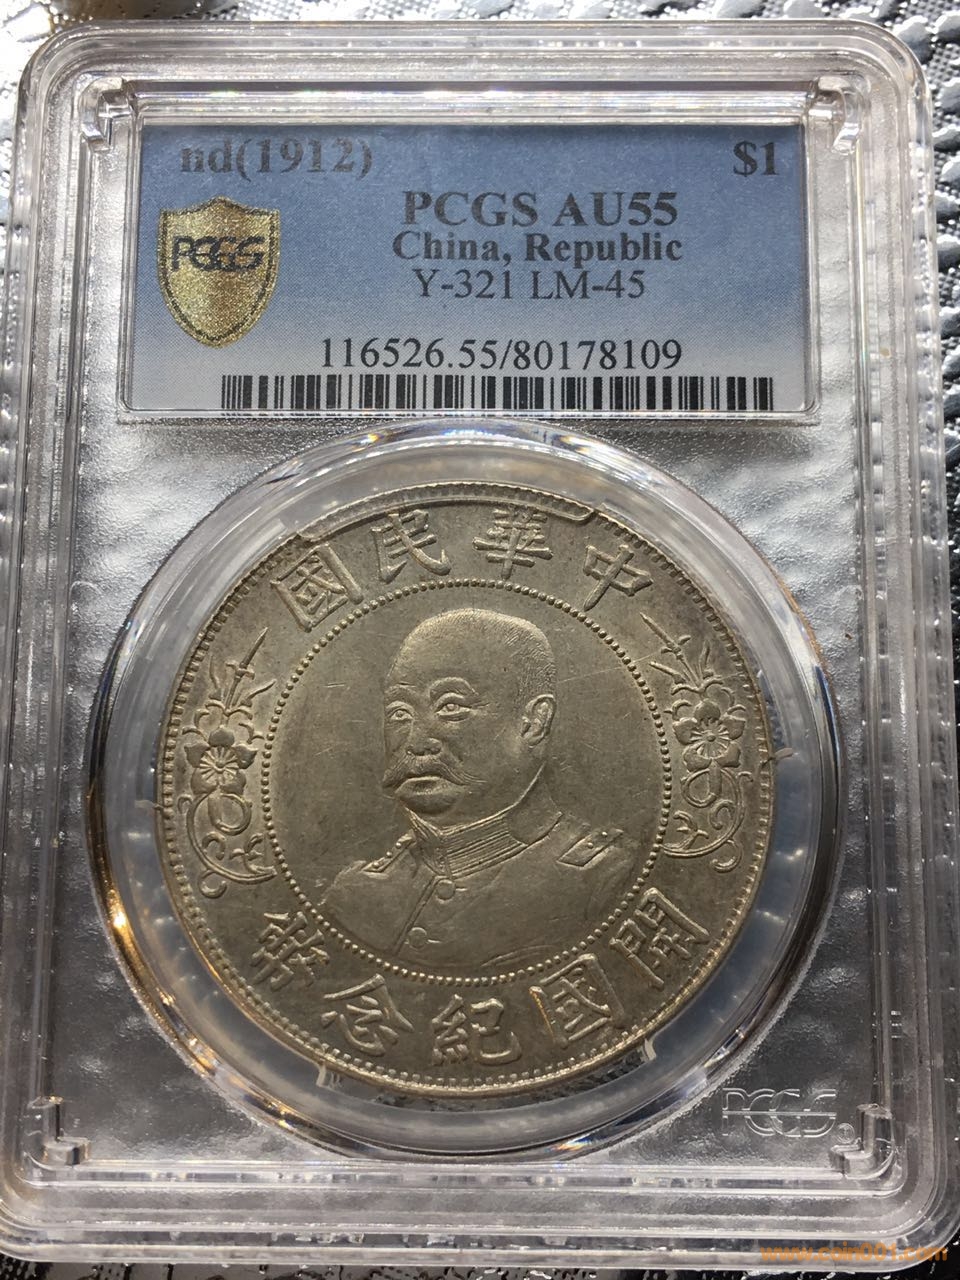 nd(1912) $1
PCGS AU55
PCGS
China, Republic
Y-321 LM-45
116526.55/80178109
中華民國
開國紀念幣
PCGS
www.coin001.com